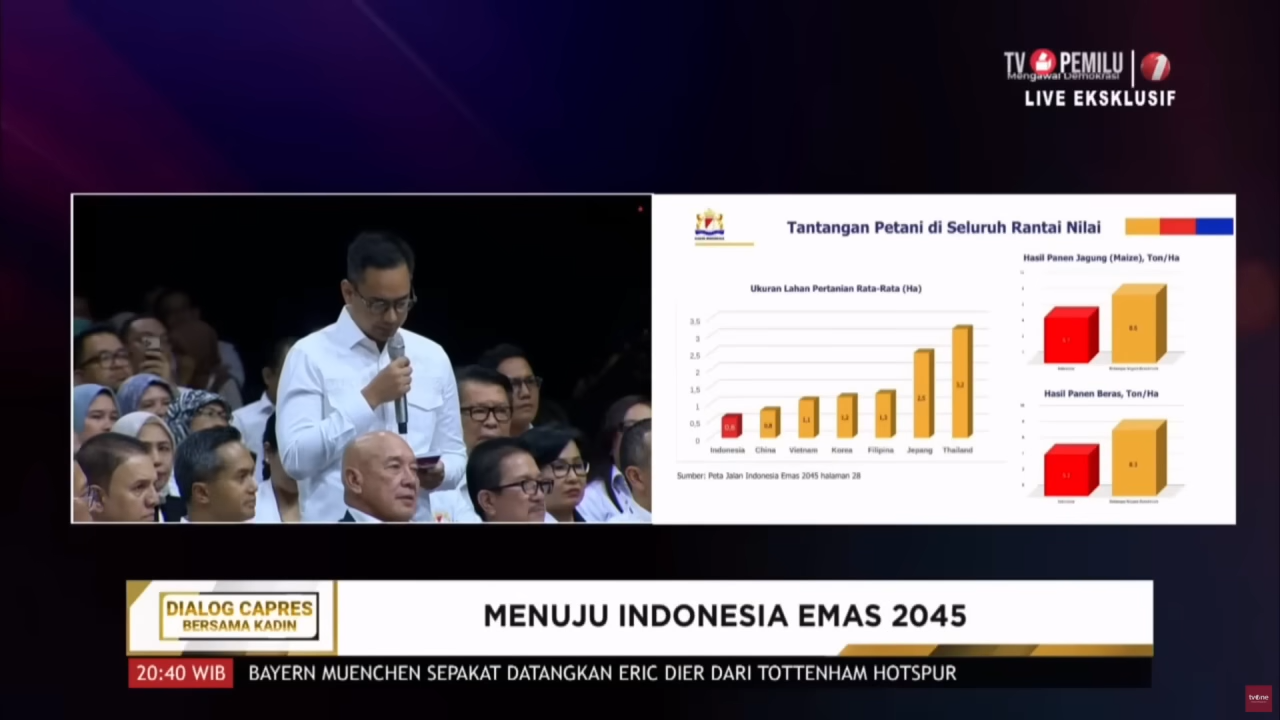 TV PEMILU
Mengawal Demokrasi
LIVE EKSKLUSIF
Tantangan Petani di Seluruh Rantai Nilai
Ukuran Lahan Pertanian Rata-Rata (Ha)
3,5
3
2,5
2
1,5
1
0,5
0
0,6
0,8
1,1
1,2
1,3
2,5
3,2
Indonesia China Vietnam Korea Filipina Jepang Thailand
Sumber: Peta Jalan Indonesia Emas 2045 halaman 28
Hasil Panen Jagung (Maize), Ton/Ha
Hasil Panen Beras, Ton/Ha
DIALOG CAPRES
BERSAMA KADIN
MENUJU INDONESIA EMAS 2045
20:40 WIB BAYERN MUENCHEN SEPAKAT DATANGKAN ERIC DIER DARI TOTTENHAM HOTSPUR
tvOne